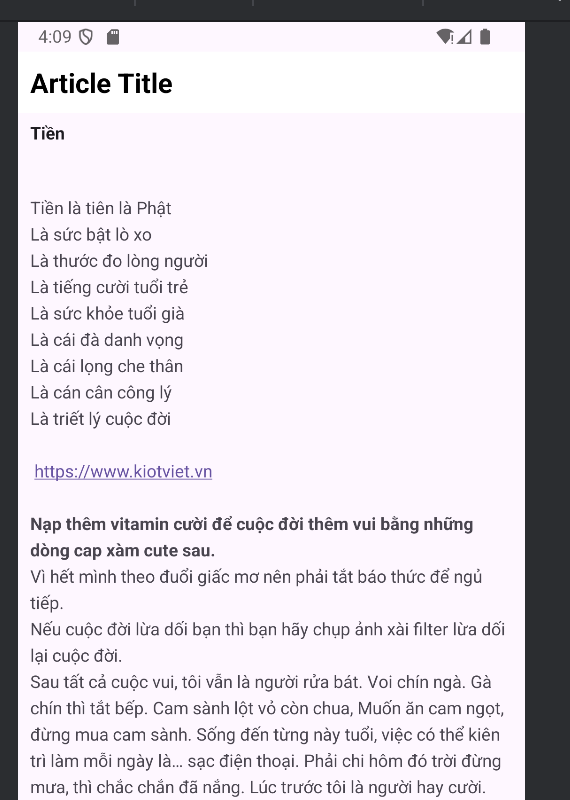 4:09
Article Title
Tiền
Tiền là tiên là Phật
Là sức bật lò xo
Là thước đo lòng người
Là tiếng cười tuổi trẻ
Là sức khỏe tuổi già
Là cái đà danh vọng
Là cái lọng che thân
Là cán cân công lý
Là triết lý cuộc đời
https://www.kiotviet.vn
Nạp thêm vitamin cười để cuộc đời thêm vui bằng những
dòng cap xàm cute sau.
Vì hết mình theo đuổi giấc mơ nên phải tắt báo thức để ngủ
tiếp.
Nếu cuộc đời lừa dối bạn thì bạn hãy chụp ảnh xài filter lừa dối
lại cuộc đời.
Sau tất cả cuộc vui, tôi vẫn là người rửa bát. Voi chín ngà. Gà
chín thì tắt bếp. Cam sành lột vỏ còn chua, Muốn ăn cam ngọt,
đừng mua cam sành. Sống đến từng này tuổi, việc có thể kiên
trì làm mỗi ngày là… sạc điện thoại. Phải chi hôm đó trời đừng
mưa, thì chắc chắn đã nắng. Lúc trước tôi là người hay cười.